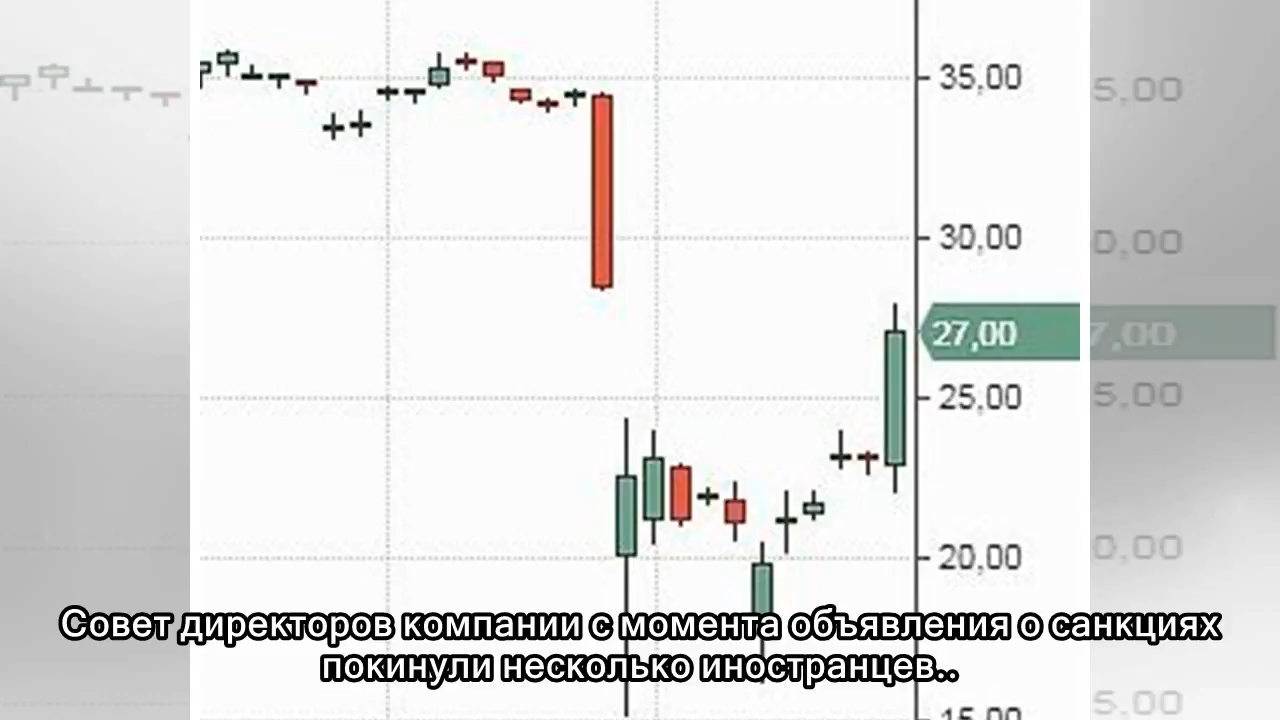 35,00
30,00
27,00
25,00
20,00
Совет директоров компании с момента объявления о санкциях
покинули несколько иностранцев..